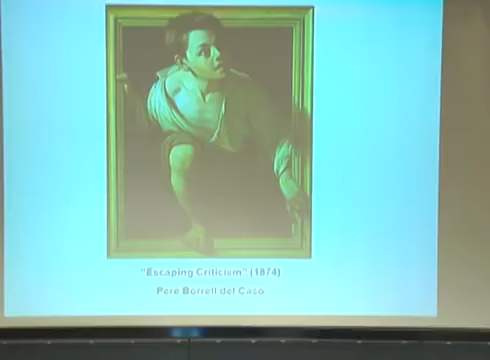 "Escaping Criticism" (1874)
Pere Borrell del Caso